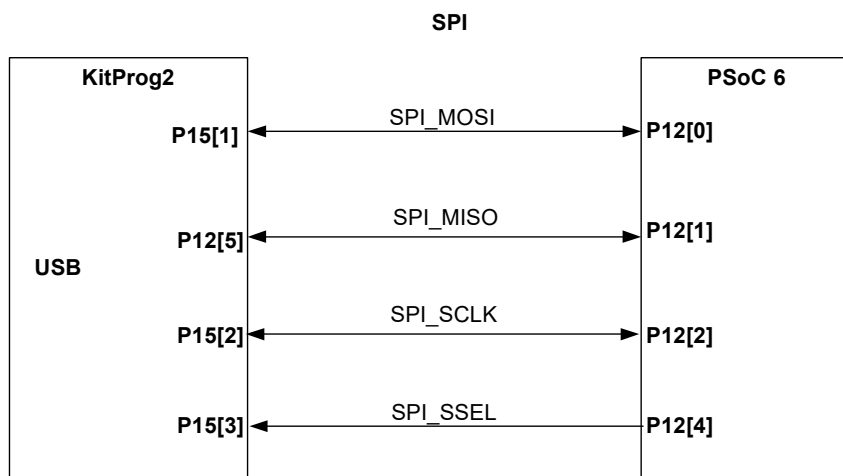 SPI
KitProg2
PSoC 6
P15[1]
SPI_MOSI
P12[0]
P12[5]
SPI_MISO
P12[1]
USB
P15[2]
SPI_SCLK
P12[2]
P15[3]
SPI_SSEL
P12[4]